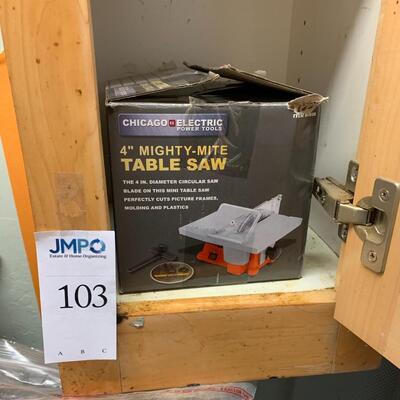 CHICAGO ELECTRIC
POWER TOOLS
4" MIGHTY-MITE
TABLE SAW
THE 4 IN. DIAMETER CIRCULAR SAW
BLADE ON THIS MINI TABLE SAW
PERFECTLY CUTS PICTURE FRAMES,
MOLDING AND PLASTICS
JMPO
Estate & Home Organizing
103
A B C